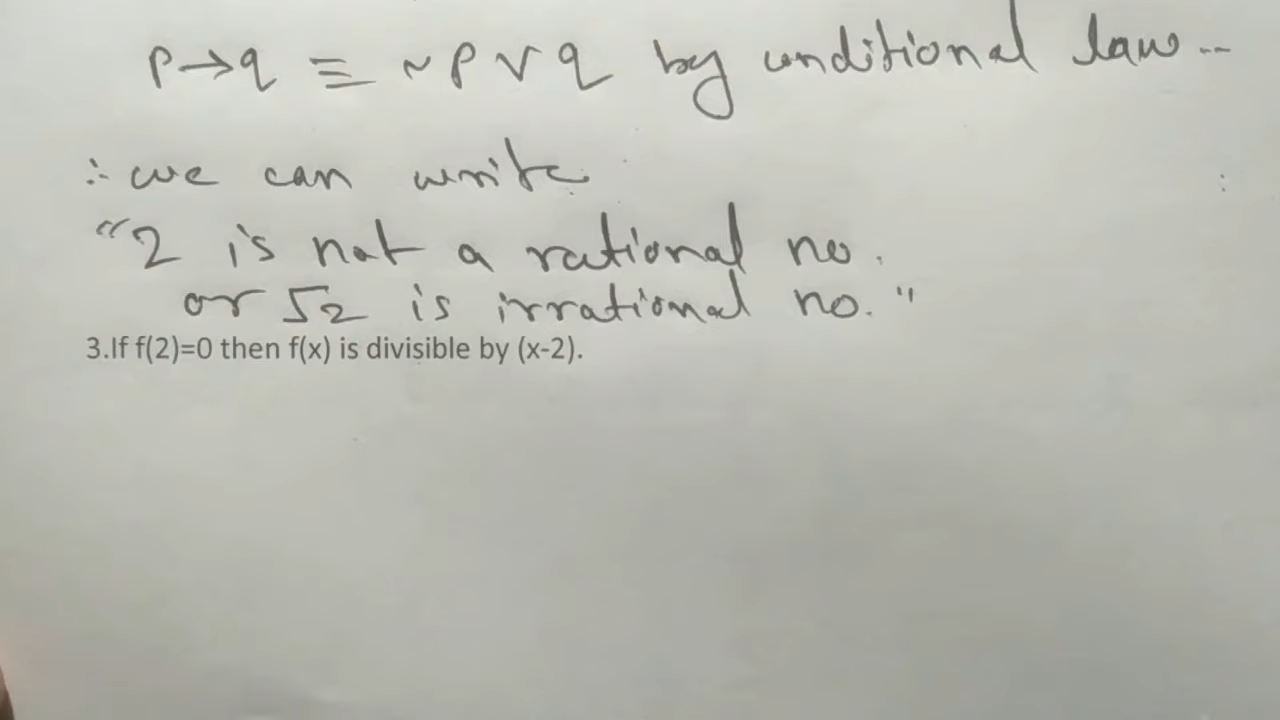 p→q ≡ ~p∨q by conditional law--
∴ we can write
"2 is not a rational no.
or √2 is irrational no."
3.If f(2)=0 then f(x) is divisible by (x-2).